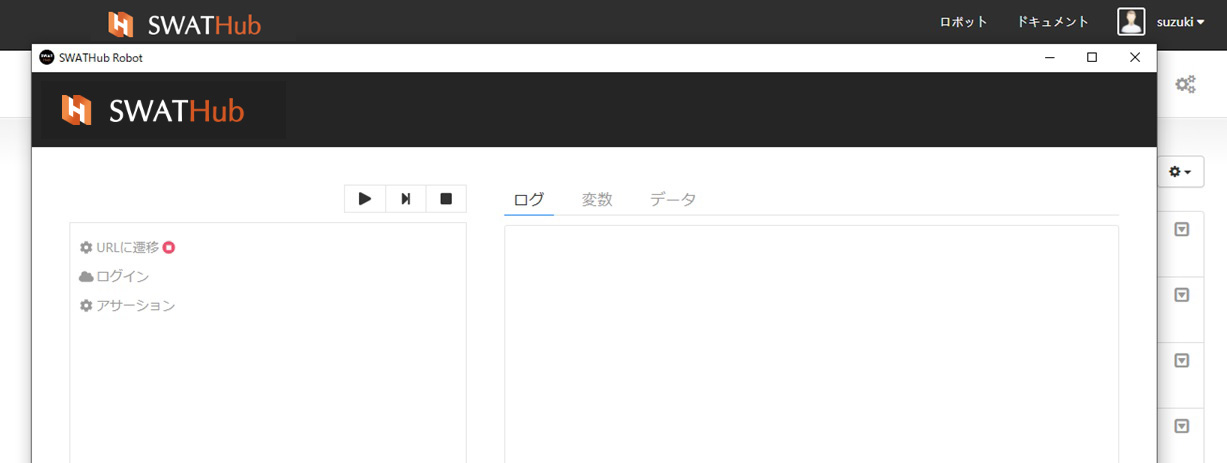 SWATHub
ロボット ドキュメント suzuki
SWATHub Robot
SWATHub
ログ 変数 データ
URLに遷移
ログイン
アサーション